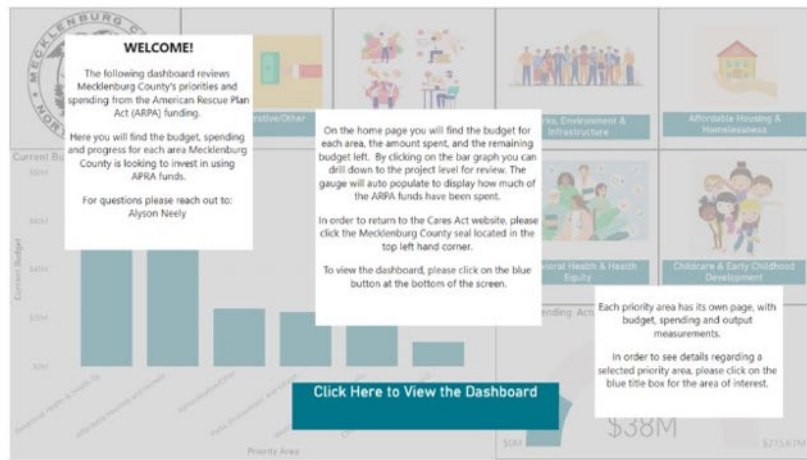 WELCOME!
The following dashboard reviews
Mecklenburg County's priorities and
spending from the American Rescue Plan
Act (ARPA) funding.
Here you will find the budget, spending
and progress for each area Mecklenburg
County is looking to invest in using
APRA funds.
For questions please reach out to:
Alyson Neely
On the home page you will find the budget for
each area, the amount spent, and the remaining
budget left. By clicking on the bar graph you can
drill down to the project level for review. The
gauge will auto populate to display how much of
the ARPA funds have been spent.
In order to return to the Cares Act website, please
click the Mecklenburg County seal located in the
top left hand corner.
To view the dashboard, please click on the blue
button at the bottom of the screen.
Each priority area has its own page, with
budget, spending and output
measurements.
In order to see details regarding a
selected priority area, please click on the
blue title box for the area of interest.
Click Here to View the Dashboard
Environment &
Infrastructure
Affordable Housing &
Homelessness
Health & Health
Equity
Childcare & Early Childhood
Development
Current
Current Budget
$40M
$0M
Priority Area
$0M
$38M